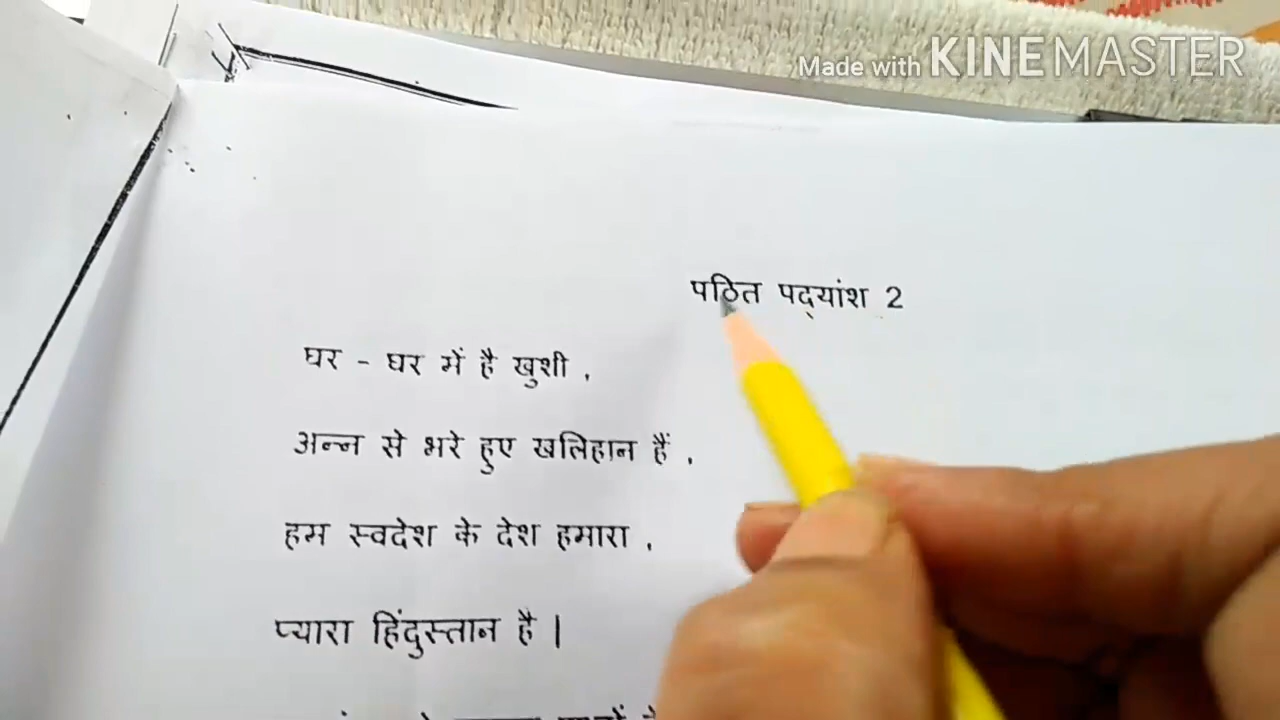 Made with KINEMASTER
पठित पद्यांश 2
घर - घर में है खुशी ,
अन्न से भरे हुए खलिहान हैं ,
हम स्वदेश के देश हमारा ,
प्यारा हिंदुस्तान है |